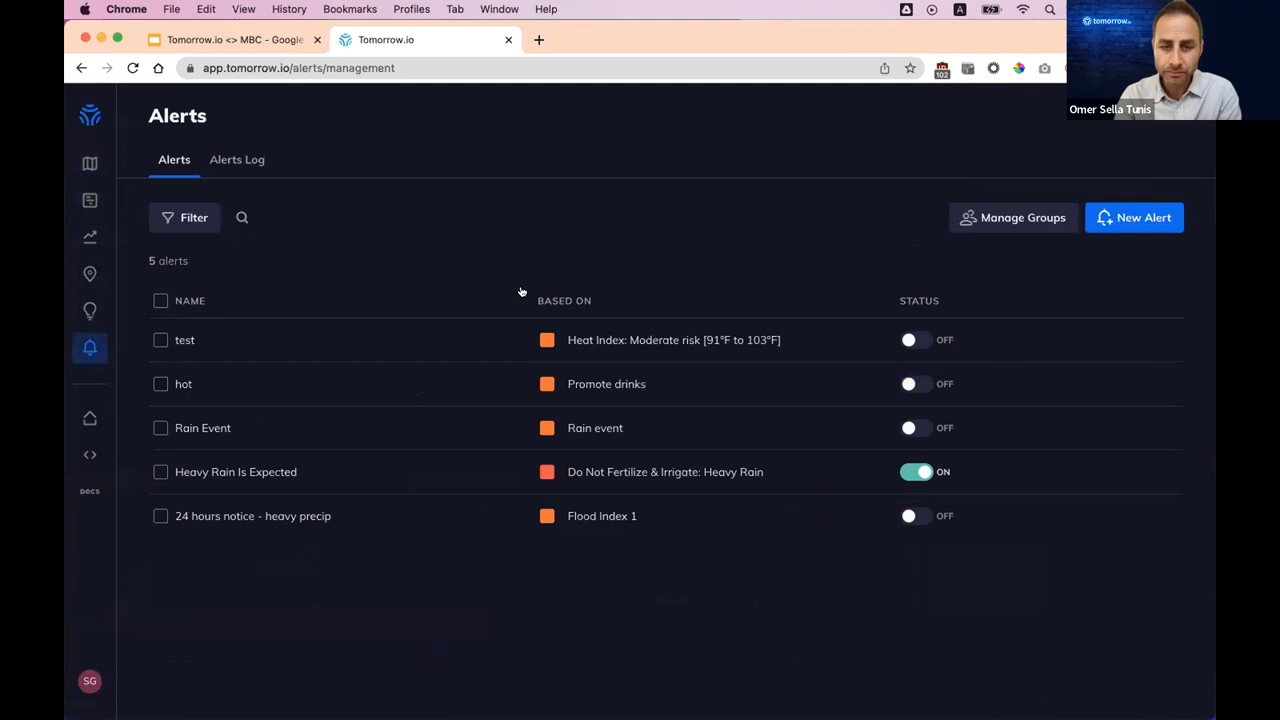 Chrome File Edit View History Bookmarks Profiles Tab Window Help A
tomorrow.io
Tomorrow.io <> MBC - Google Tomorrow.io
app.tomorrow.io/alerts/management 102
Omer Sella Tunis
Alerts
Alerts Alerts Log
Filter Manage Groups New Alert
5 alerts
NAME BASED ON STATUS
test Heat Index: Moderate risk [91°F to 103°F] OFF
hot Promote drinks OFF
Rain Event Rain event OFF
Heavy Rain Is Expected Do Not Fertilize & Irrigate: Heavy Rain ON
DOCS
24 hours notice - heavy precip Flood Index 1 OFF
SG